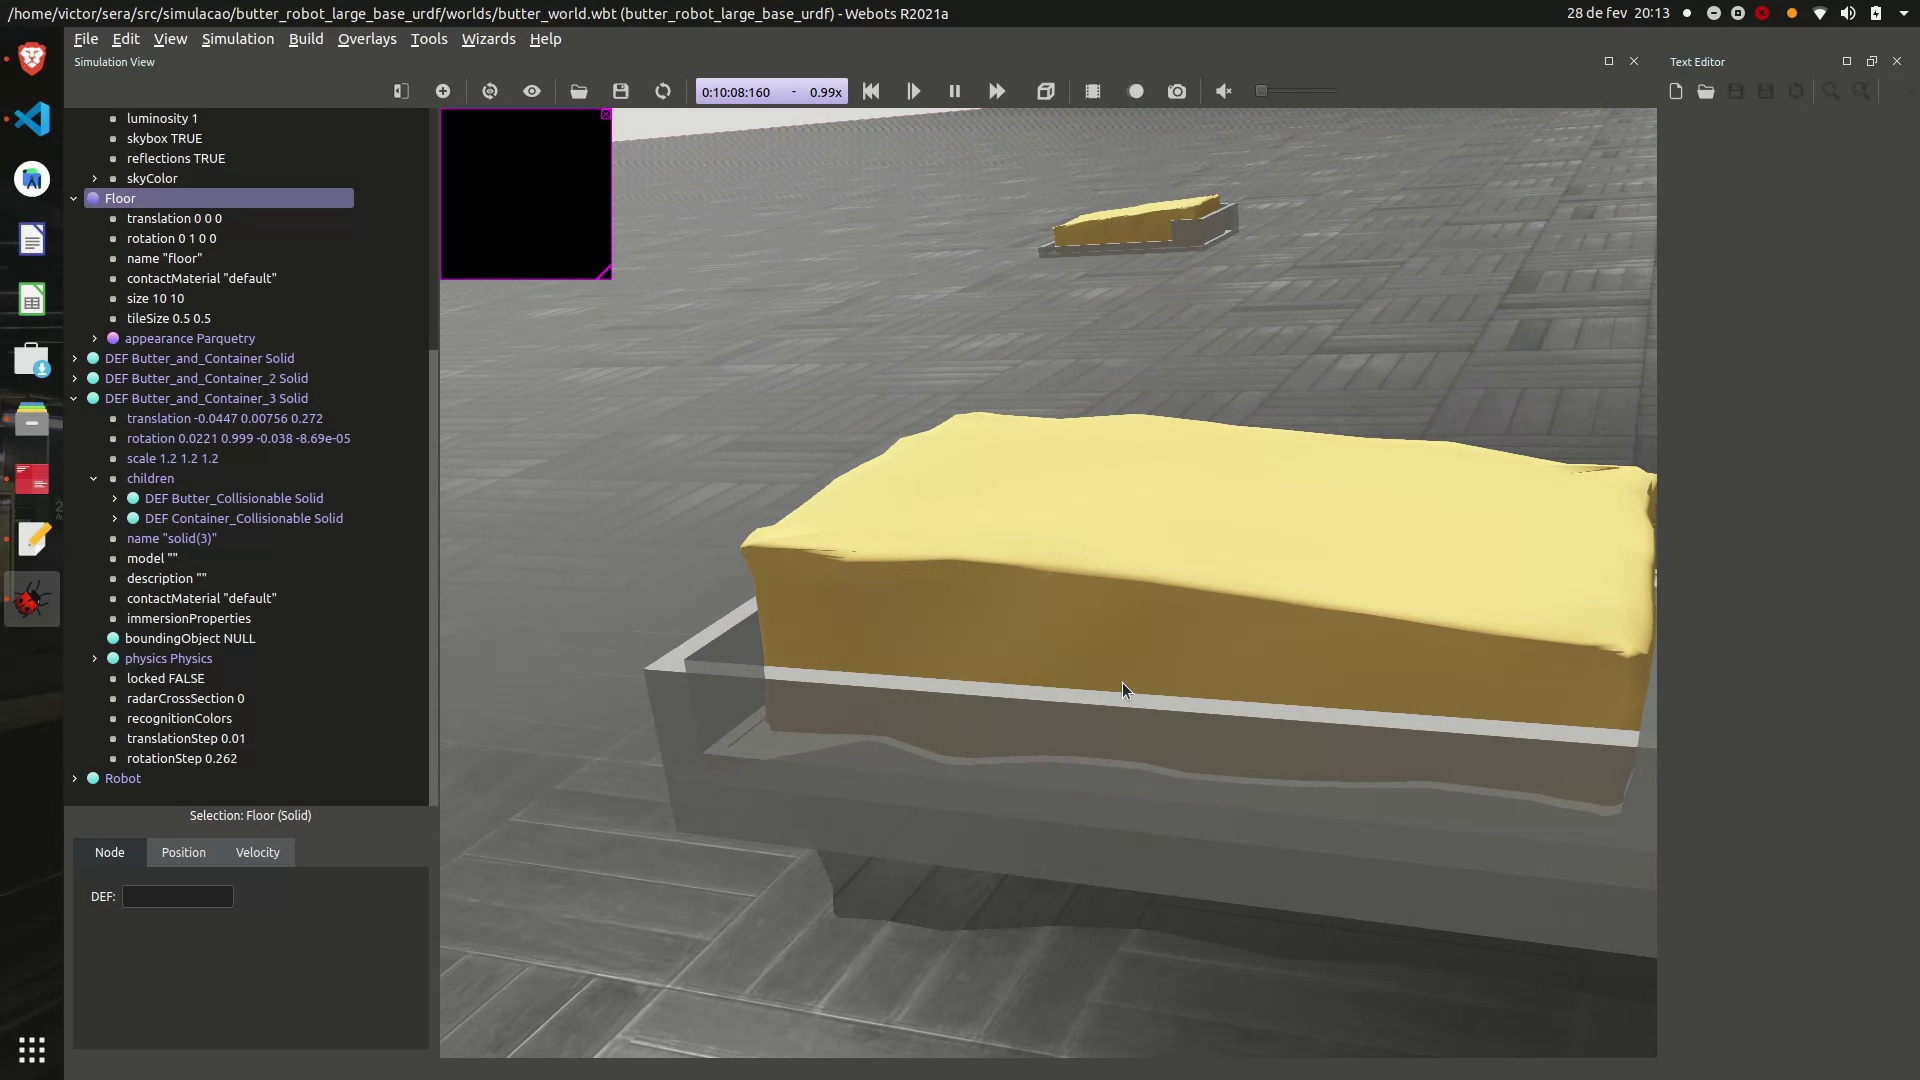 /home/victor/sera/src/simulacao/butter_robot_large_base_urdf/worlds/butter_world.wbt (butter_robot_large_base_urdf) - Webots R2021a
28 de fev 20:13
File Edit View Simulation Build Overlays Tools Wizards Help
Simulation View
Text Editor
0:10:08:160 - 0.99x
luminosity 1
skybox TRUE
reflections TRUE
skyColor
Floor
translation 0 0 0
rotation 0 1 0 0
name "floor"
contactMaterial "default"
size 10 10
tileSize 0.5 0.5
appearance Parquetry
DEF Butter_and_Container Solid
DEF Butter_and_Container_2 Solid
DEF Butter_and_Container_3 Solid
translation -0.0447 0.00756 0.272
rotation 0.0221 0.999 -0.038 -8.69e-05
scale 1.2 1.2 1.2
children
DEF Butter_Collisionable Solid
DEF Container_Collisionable Solid
name "solid(3)"
model ""
description ""
contactMaterial "default"
immersionProperties
boundingObject NULL
physics Physics
locked FALSE
radarCrossSection 0
recognitionColors
translationStep 0.01
rotationStep 0.262
Robot
Selection: Floor (Solid)
Node Position Velocity
DEF: